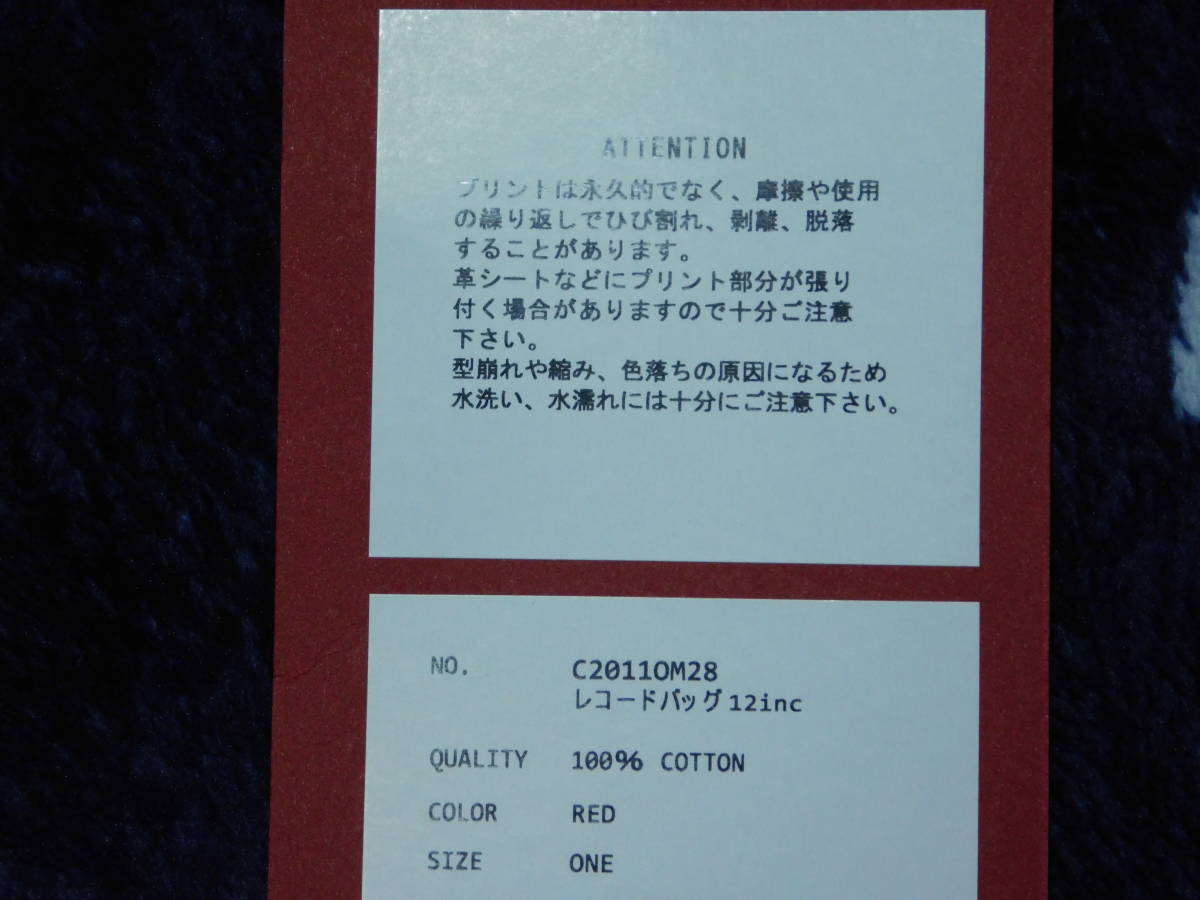 ATTENTION
プリントは永久的でなく、摩擦や使用
の繰り返しでひび割れ、剥離、脱落
することがあります。
革シートなどにプリント部分が張り
付く場合がありますので十分ご注意
下さい。
型崩れや縮み、色落ちの原因になるため
水洗い、水濡れには十分にご注意下さい。
NO. C2011OM28
レコードバッグ12inc
QUALITY 100% COTTON
COLOR RED
SIZE ONE